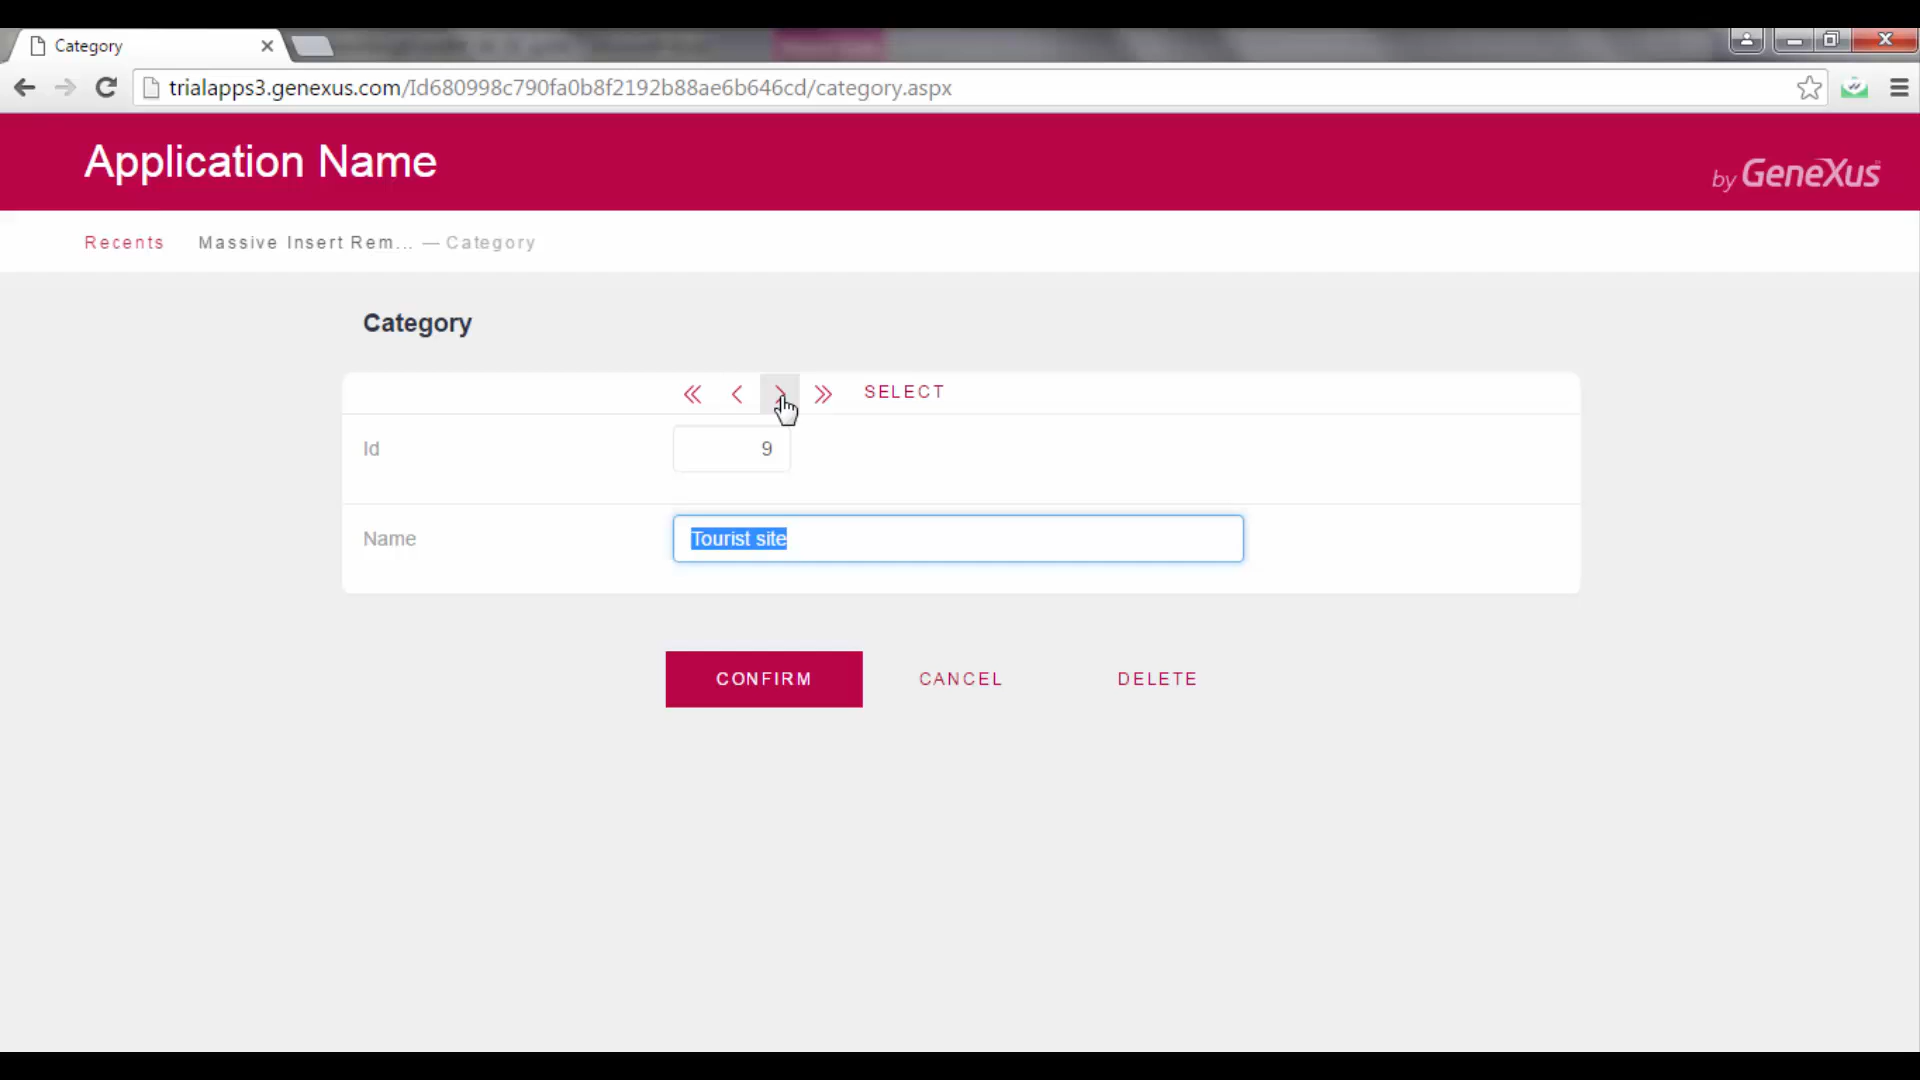 Category
trialapps3.genexus.com/Id680998c790fa0b8f2192b88ae6b646cd/category.aspx
Application Name
by GeneXus
Recents Massive Insert Rem... — Category
Category
SELECT
Id 9
Name Tourist site
CONFIRM CANCEL DELETE